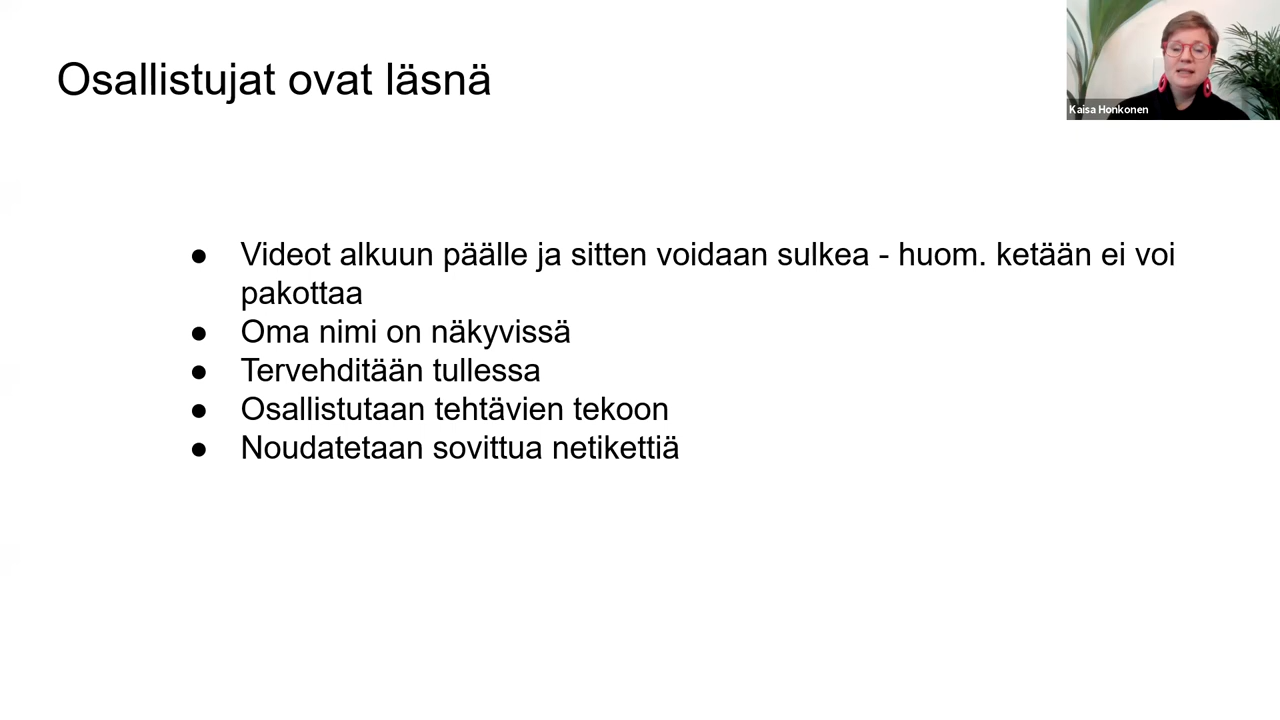 Osallistujat ovat läsnä
Kaisa Honkonen
● Videot alkuun päälle ja sitten voidaan sulkea - huom. ketään ei voi
pakottaa
● Oma nimi on näkyvissä
● Tervehditään tullessa
● Osallistutaan tehtävien tekoon
● Noudatetaan sovittua netikettiä